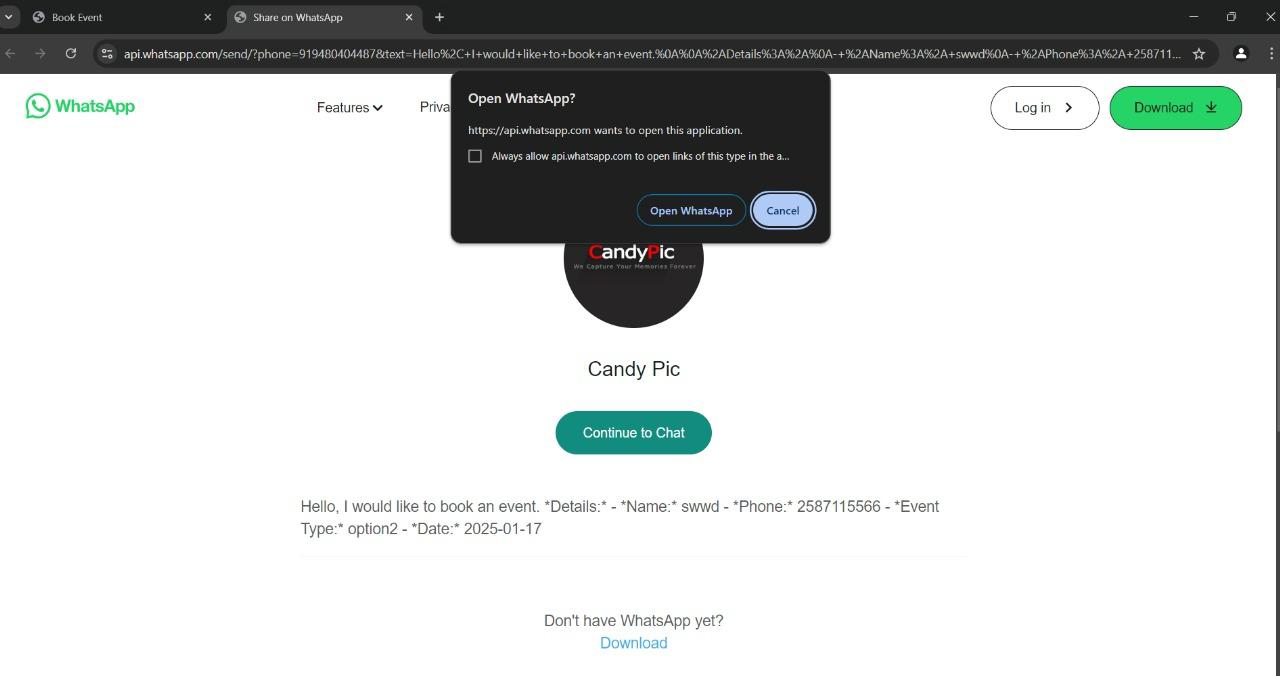 Book Event
Share on WhatsApp
api.whatsapp.com/send/?phone=919480404487&text=Hello%2C+I+would+like+to+book+an+event.%0A%0A%2ADetails%3A%2A%0A-+%2AName%3A%2A+swwd%0A-+%2APhone%3A%2A+258711...
WhatsApp
Features
Priva
Log in
Download
Open WhatsApp?
https://api.whatsapp.com wants to open this application.
Always allow api.whatsapp.com to open links of this type in the a...
Open WhatsApp
Cancel
CandyPic
We Capture Your Memories Forever
Candy Pic
Continue to Chat
Hello, I would like to book an event. *Details:* - *Name:* swwd - *Phone:* 2587115566 - *Event
Type:* option2 - *Date:* 2025-01-17
Don't have WhatsApp yet?
Download